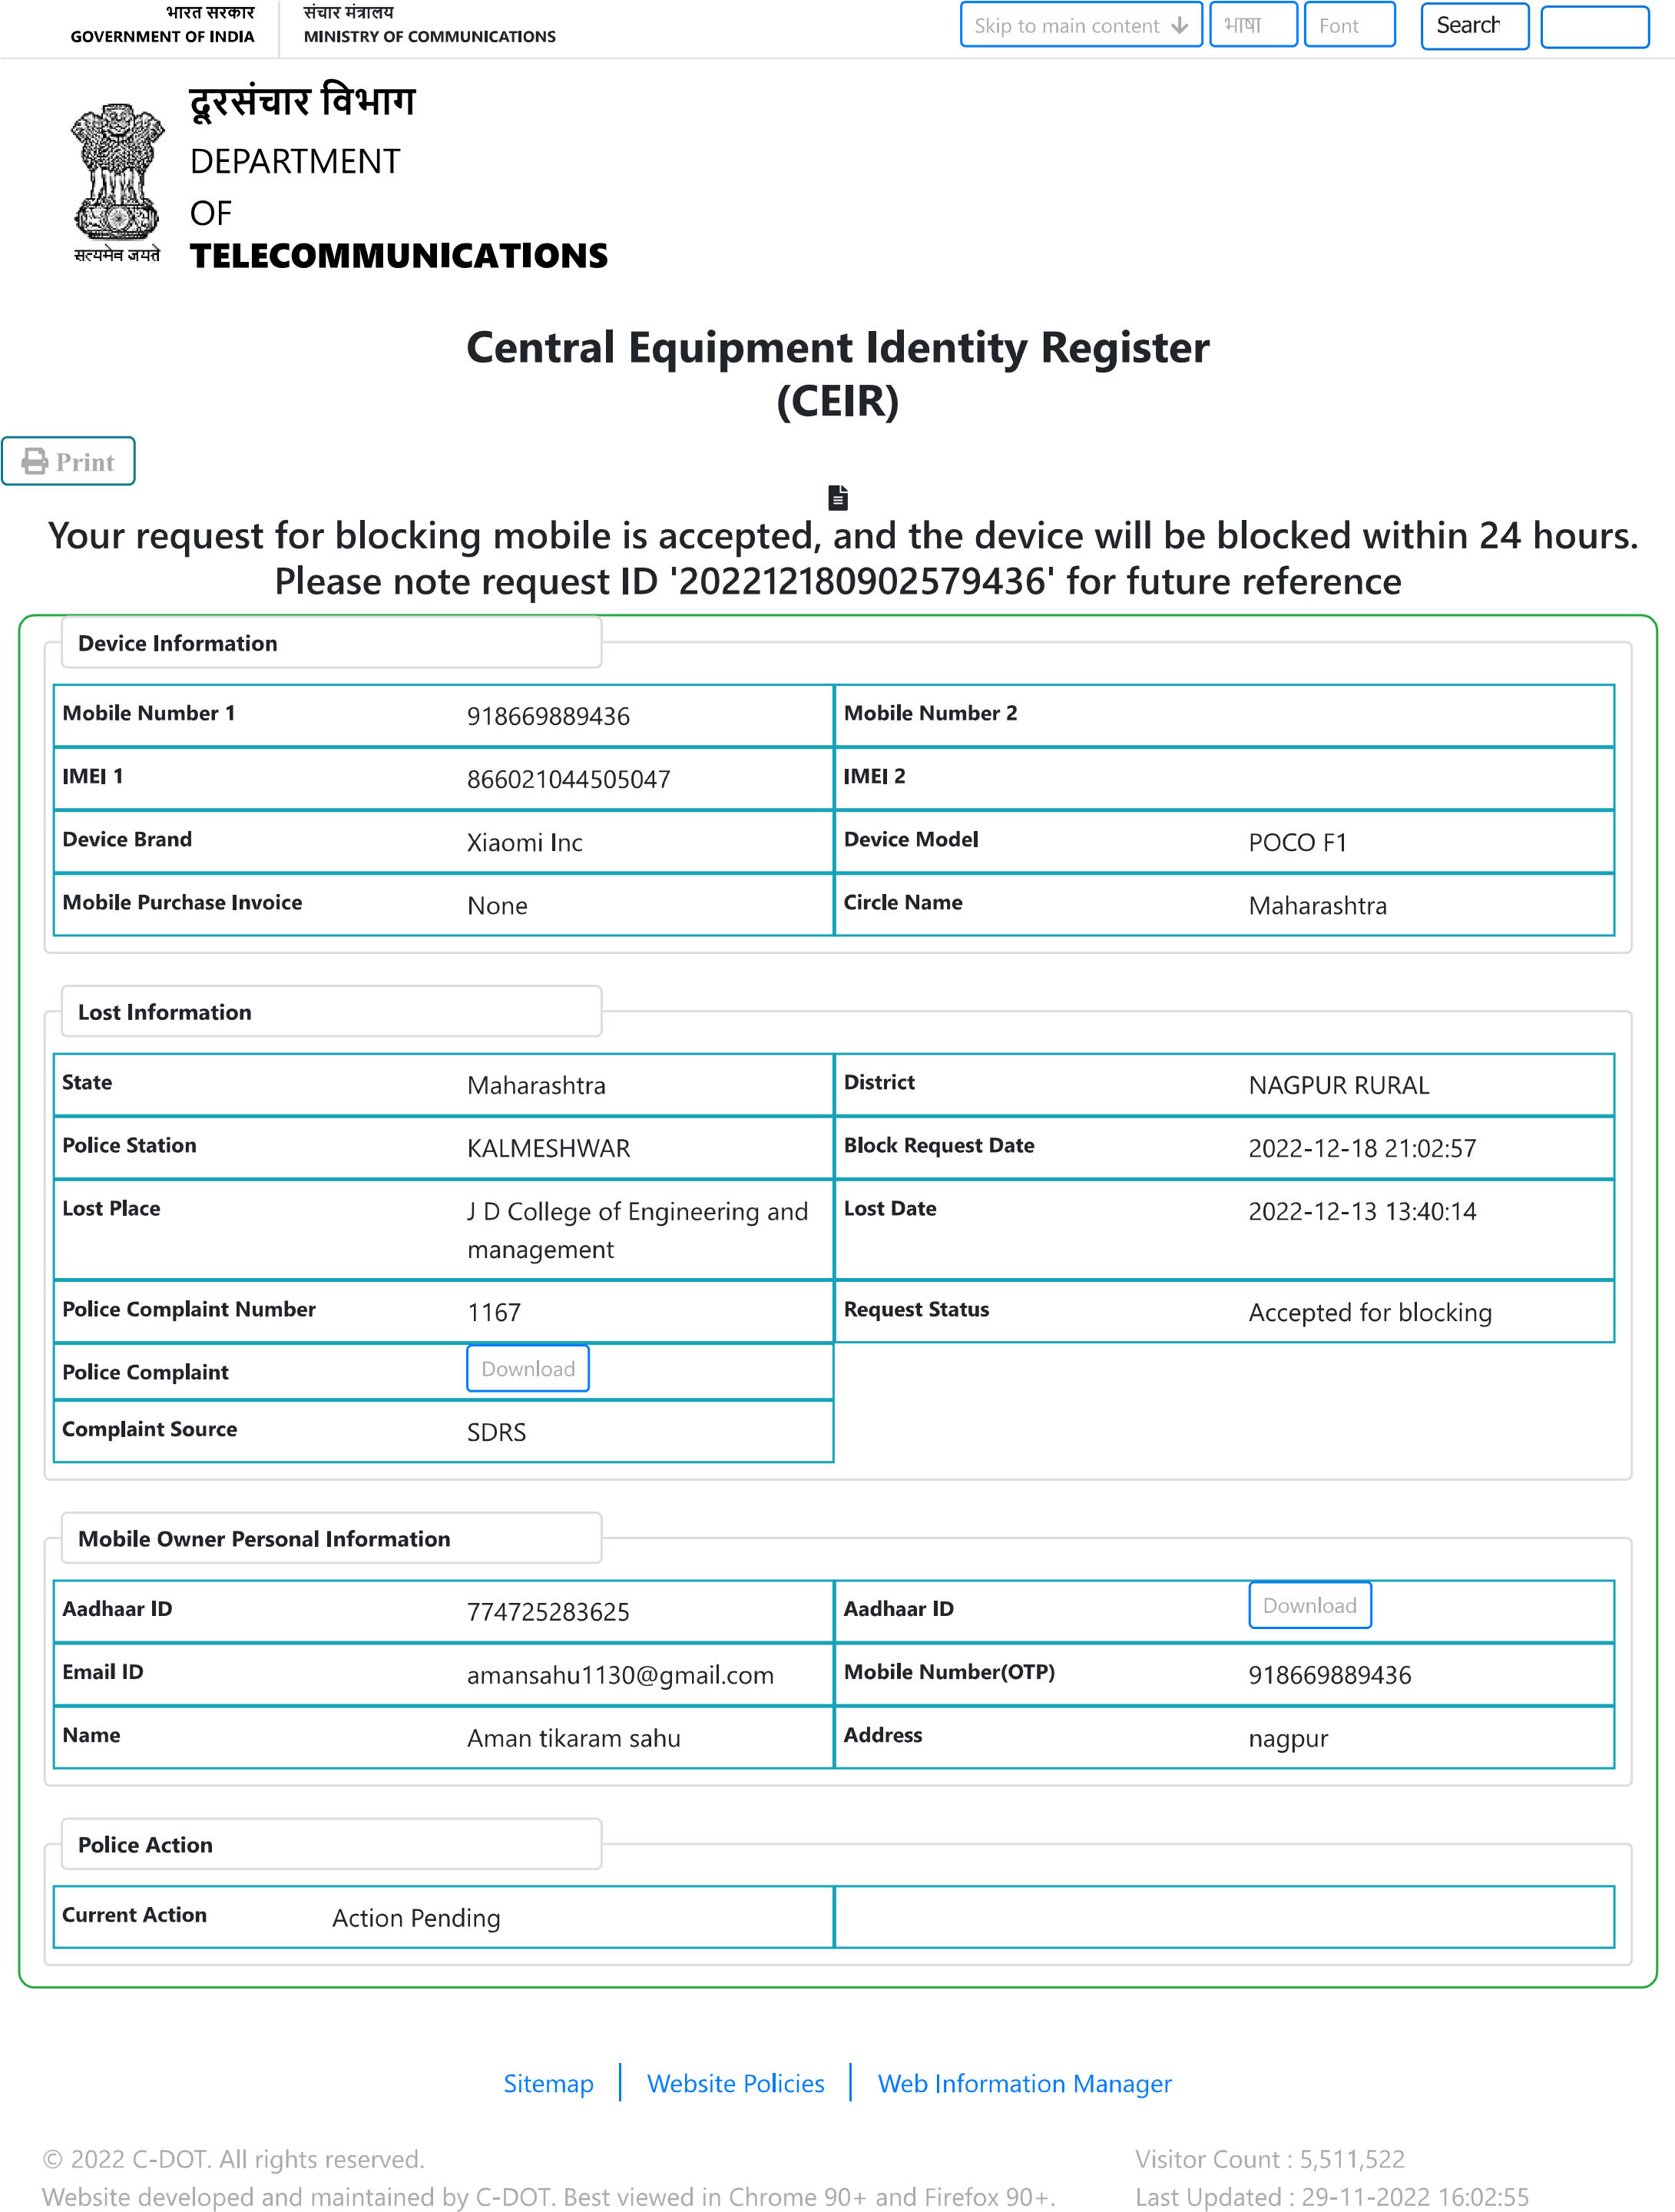 भारत सरकार
GOVERNMENT OF INDIA
संचार मंत्रालय
MINISTRY OF COMMUNICATIONS
Skip to main content
भाषा
Font
Search
दूरसंचार विभाग
DEPARTMENT
OF
TELECOMMUNICATIONS
सत्यमेव जयते
Central Equipment Identity Register
(CEIR)
Print
Your request for blocking mobile is accepted, and the device will be blocked within 24 hours.
Please note request ID '202212180902579436' for future reference
Device Information
Mobile Number 1 918669889436 Mobile Number 2
IMEI 1 866021044505047 IMEI 2
Device Brand Xiaomi Inc Device Model POCO F1
Mobile Purchase Invoice None Circle Name Maharashtra
Lost Information
State Maharashtra District NAGPUR RURAL
Police Station KALMESHWAR Block Request Date 2022-12-18 21:02:57
Lost Place J D College of Engineering and Lost Date 2022-12-13 13:40:14
management
Police Complaint Number 1167 Request Status Accepted for blocking
Police Complaint Download
Complaint Source SDRS
Mobile Owner Personal Information
Aadhaar ID 774725283625 Aadhaar ID Download
Email ID amansahu1130@gmail.com Mobile Number(OTP) 918669889436
Name Aman tikaram sahu Address nagpur
Police Action
Current Action Action Pending
Sitemap Website Policies Web Information Manager
© 2022 C-DOT. All rights reserved. Visitor Count : 5,511,522
Website developed and maintained by C-DOT. Best viewed in Chrome 90+ and Firefox 90+. Last Updated : 29-11-2022 16:02:55